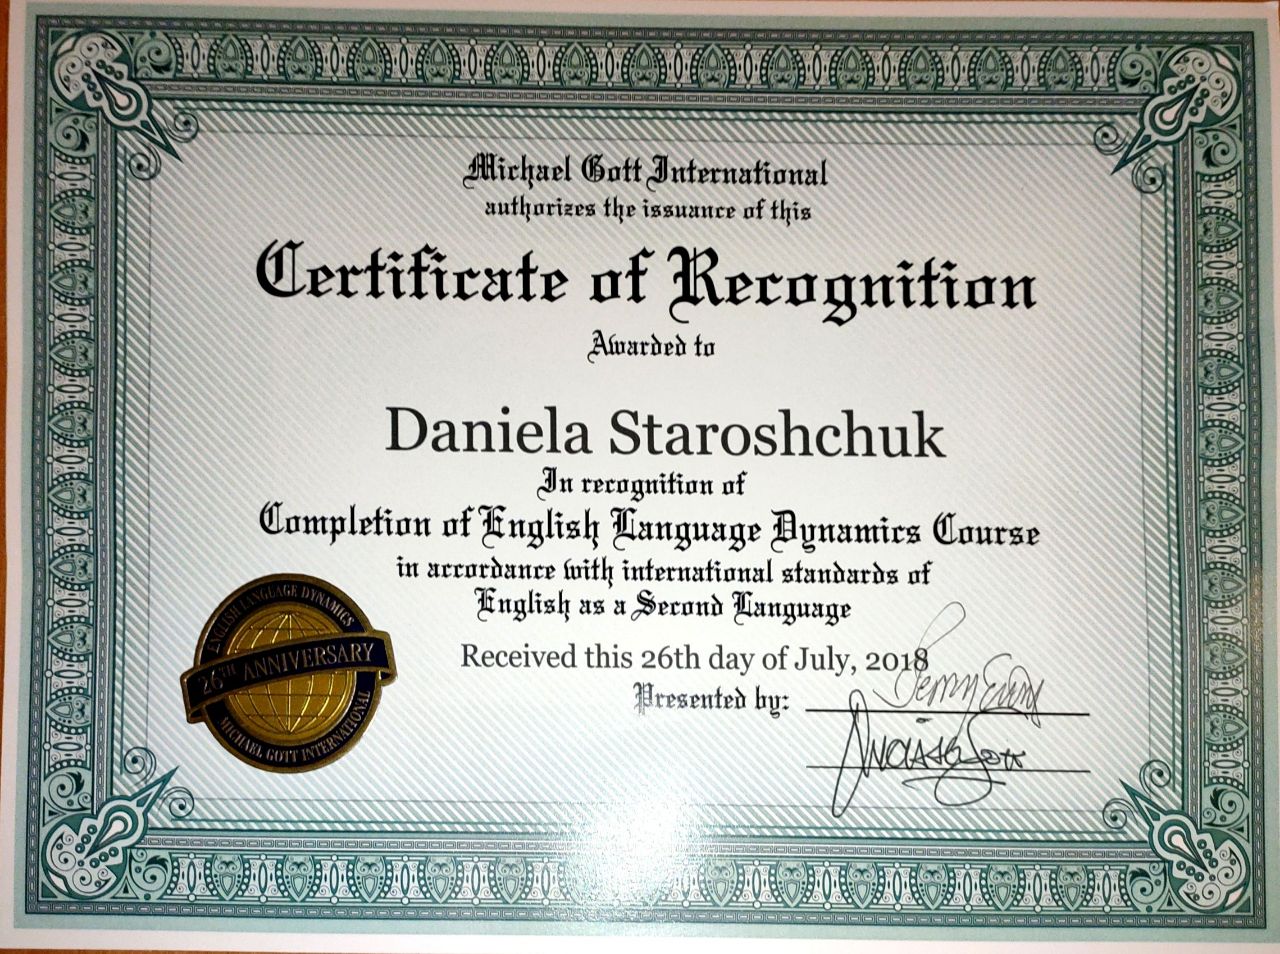 Michael Gott International
authorizes the issuance of this
Certificate of Recognition
Awarded to
Daniela Staroshchuk
In recognition of
Completion of English Language Dynamics Course
in accordance with international standards of
English as a Second Language
Received this 26th day of July, 2018
Presented by:
ENGLISH LANGUAGE DYNAMICS
26TH ANNIVERSARY
MICHAEL GOTT INTERNATIONAL